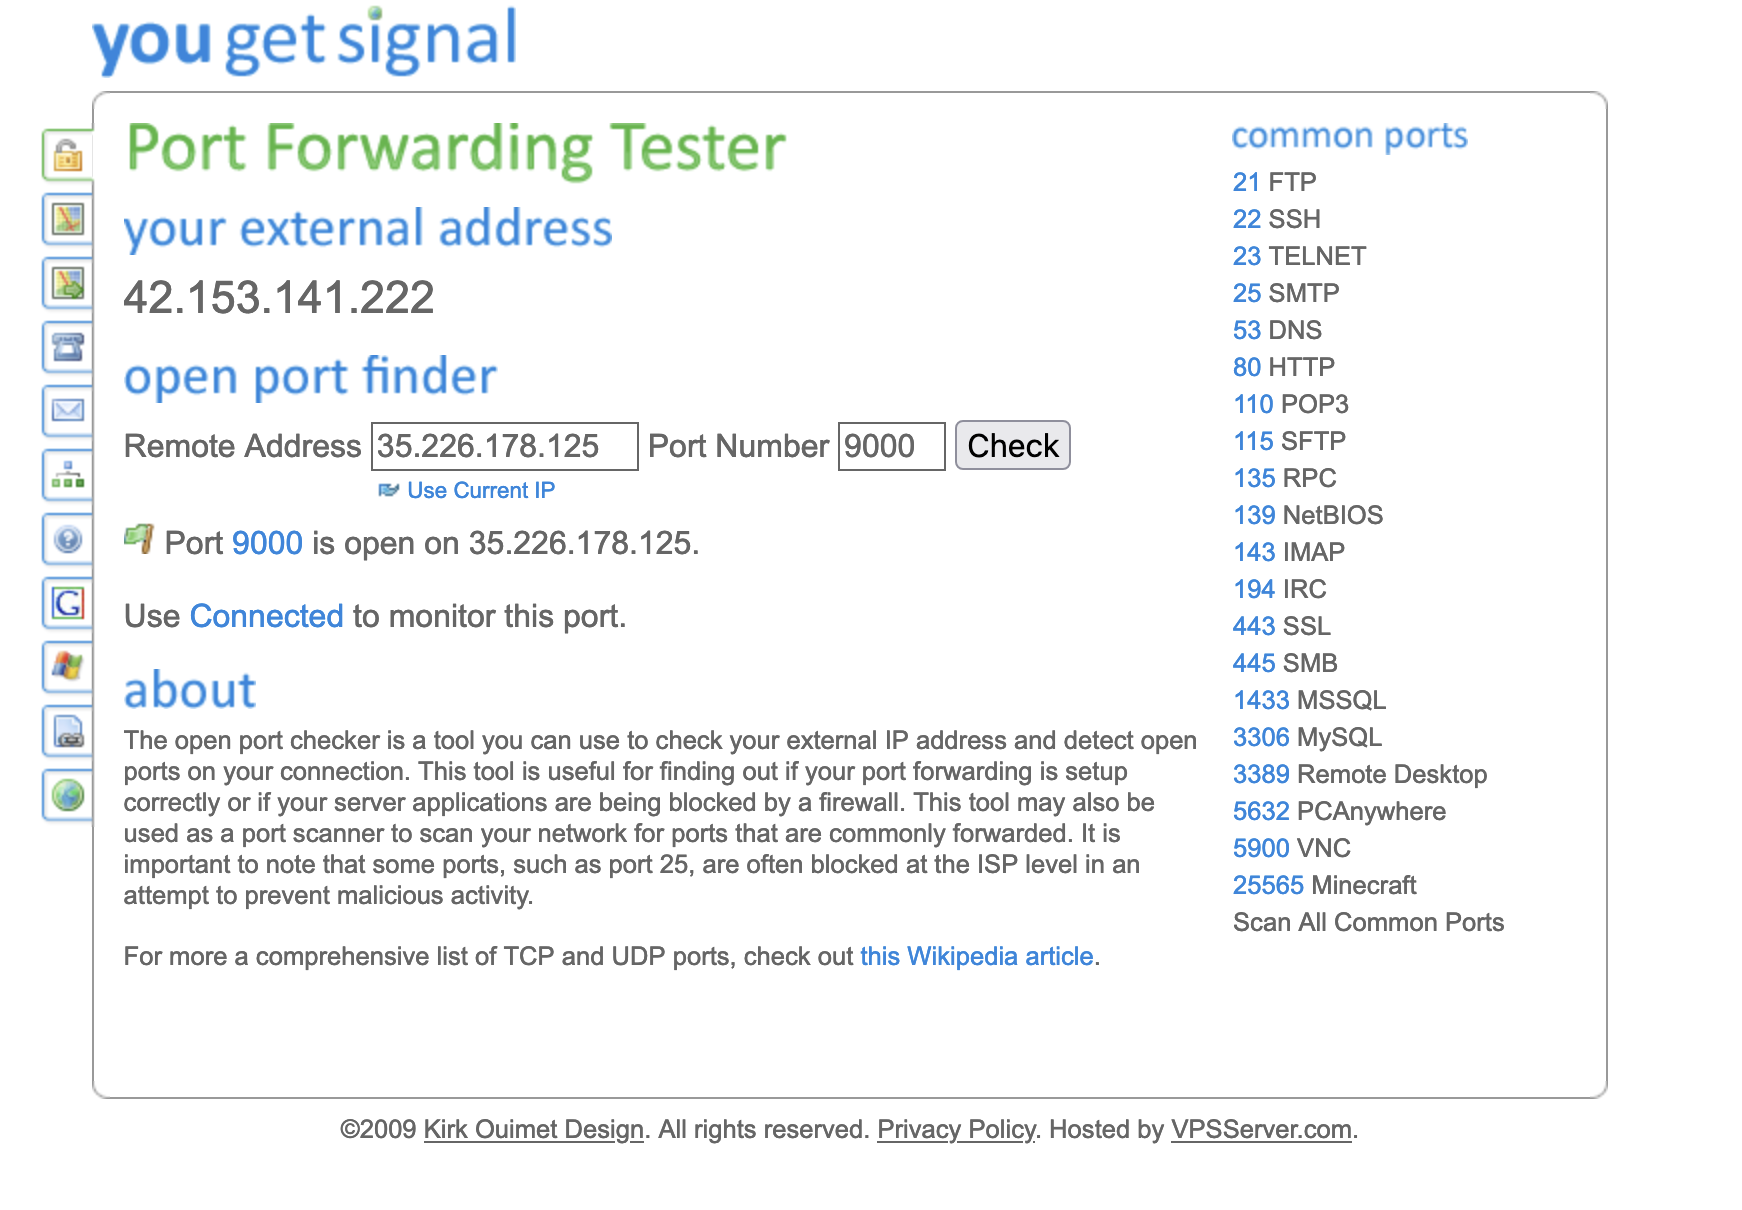 you get signal
Port Forwarding Tester
your external address
42.153.141.222
open port finder
Remote Address 35.226.178.125 Port Number 9000 Check
Use Current IP
Port 9000 is open on 35.226.178.125.
Use Connected to monitor this port.
about
The open port checker is a tool you can use to check your external IP address and detect open
ports on your connection. This tool is useful for finding out if your port forwarding is setup
correctly or if your server applications are being blocked by a firewall. This tool may also be
used as a port scanner to scan your network for ports that are commonly forwarded. It is
important to note that some ports, such as port 25, are often blocked at the ISP level in an
attempt to prevent malicious activity.
For more a comprehensive list of TCP and UDP ports, check out this Wikipedia article.
common ports
21 FTP
22 SSH
23 TELNET
25 SMTP
53 DNS
80 HTTP
110 POP3
115 SFTP
135 RPC
139 NetBIOS
143 IMAP
194 IRC
443 SSL
445 SMB
1433 MSSQL
3306 MySQL
3389 Remote Desktop
5632 PCAnywhere
5900 VNC
25565 Minecraft
Scan All Common Ports
©2009 Kirk Ouimet Design. All rights reserved. Privacy Policy. Hosted by VPSServer.com.